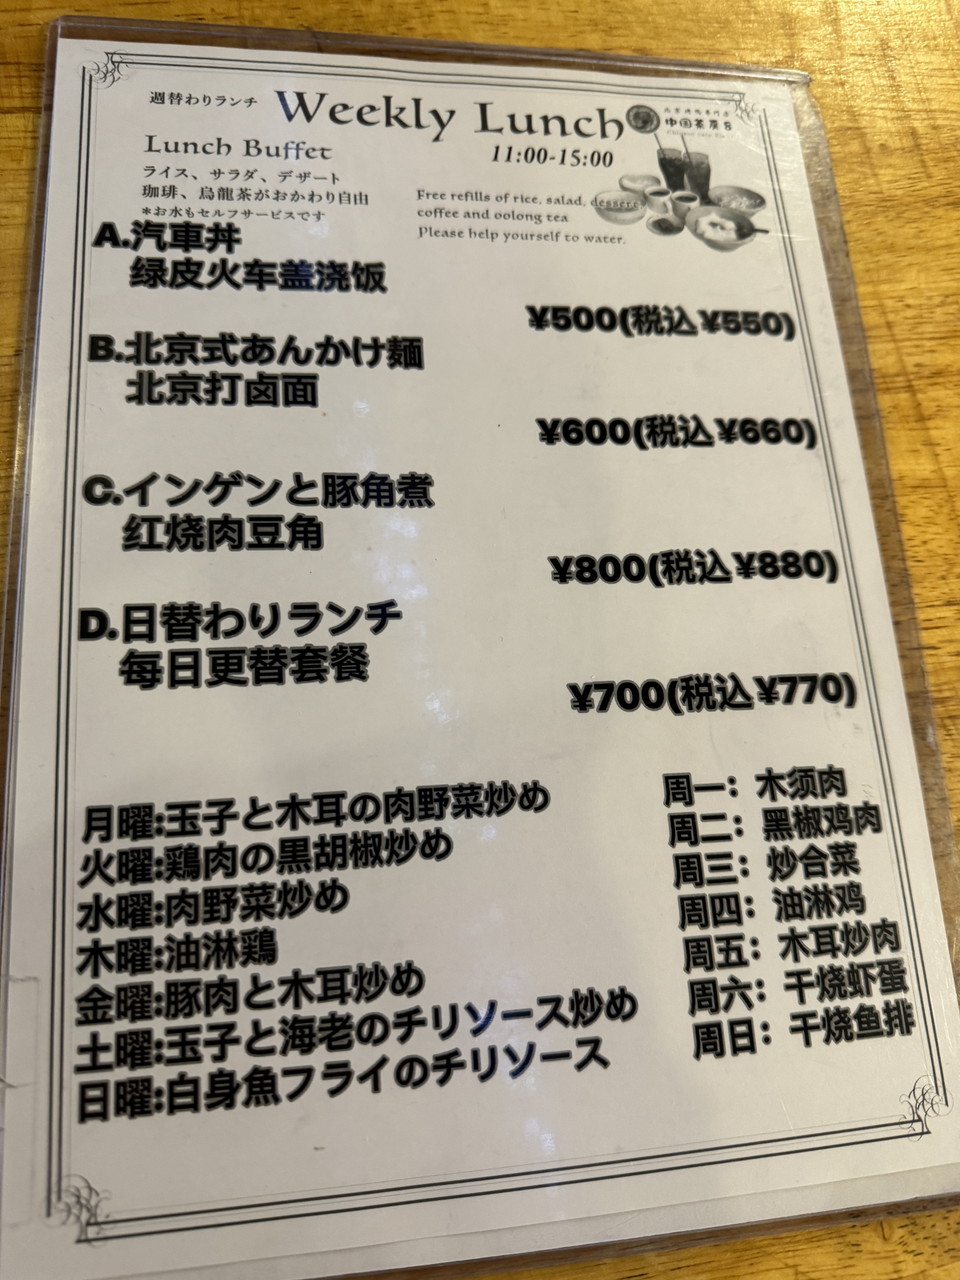 週替わりランチ Weekly Lunch
中国茶房8
11:00-15:00
Lunch Buffet
ライス、サラダ、デザート
珈琲、烏龍茶がおかわり自由
*お水もセルフサービスです
Free refills of rice, salad, dessert,
coffee and oolong tea
Please help yourself to water.
A.汽車丼
绿皮火车盖浇饭
¥500(税込¥550)
B.北京式あんかけ麺
北京打卤面
¥600(税込¥660)
C.インゲンと豚角煮
红烧肉豆角
¥800(税込¥880)
D.日替わりランチ
每日更替套餐
¥700(税込¥770)
月曜:玉子と木耳の肉野菜炒め 周一：木须肉
火曜:鶏肉の黒胡椒炒め 周二：黑椒鸡肉
水曜:肉野菜炒め 周三：炒合菜
木曜:油淋鶏 周四：油淋鸡
金曜:豚肉と木耳炒め 周五：木耳炒肉
土曜:玉子と海老のチリソース炒め 周六：干烧虾蛋
日曜:白身魚フライのチリソース 周日：干烧鱼排